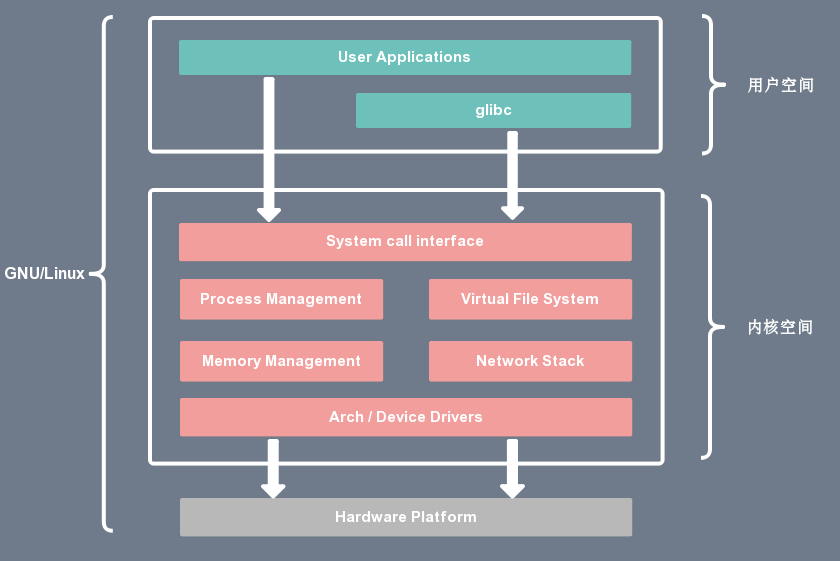 User Applications
用户空间
glibc
System call interface
GNU/Linux
Process Management
Virtual File System
内核空间
Memory Management
Network Stack
Arch / Device Drivers
Hardware Platform